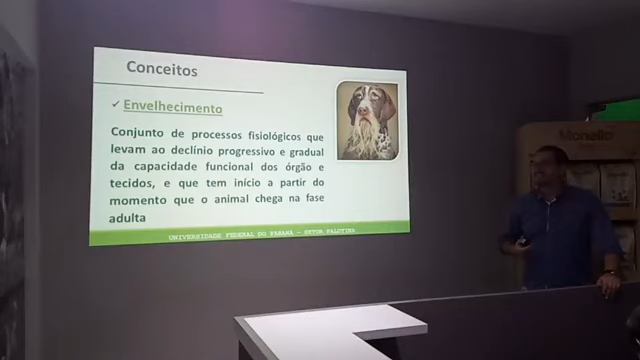 Conceitos
✓ Envelhecimento
Conjunto de processos fisiológicos que
levam ao declínio progressivo e gradual
da capacidade funcional dos órgão e
tecidos, e que tem início a partir do
momento que o animal chega na fase
adulta
UNIVERSIDADE FEDERAL DO PARANÁ – SETOR PALOTINA
Monello